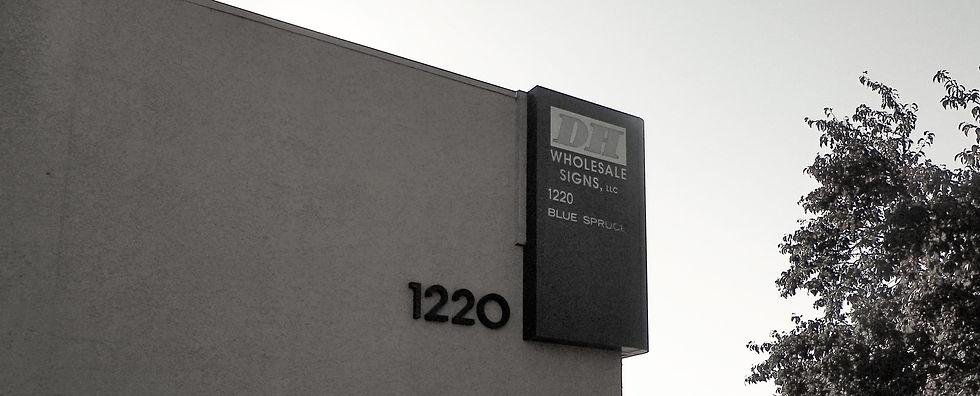 DH
WHOLESALE
SIGNS, LLC
1220
BLUE SPRUCE
1220